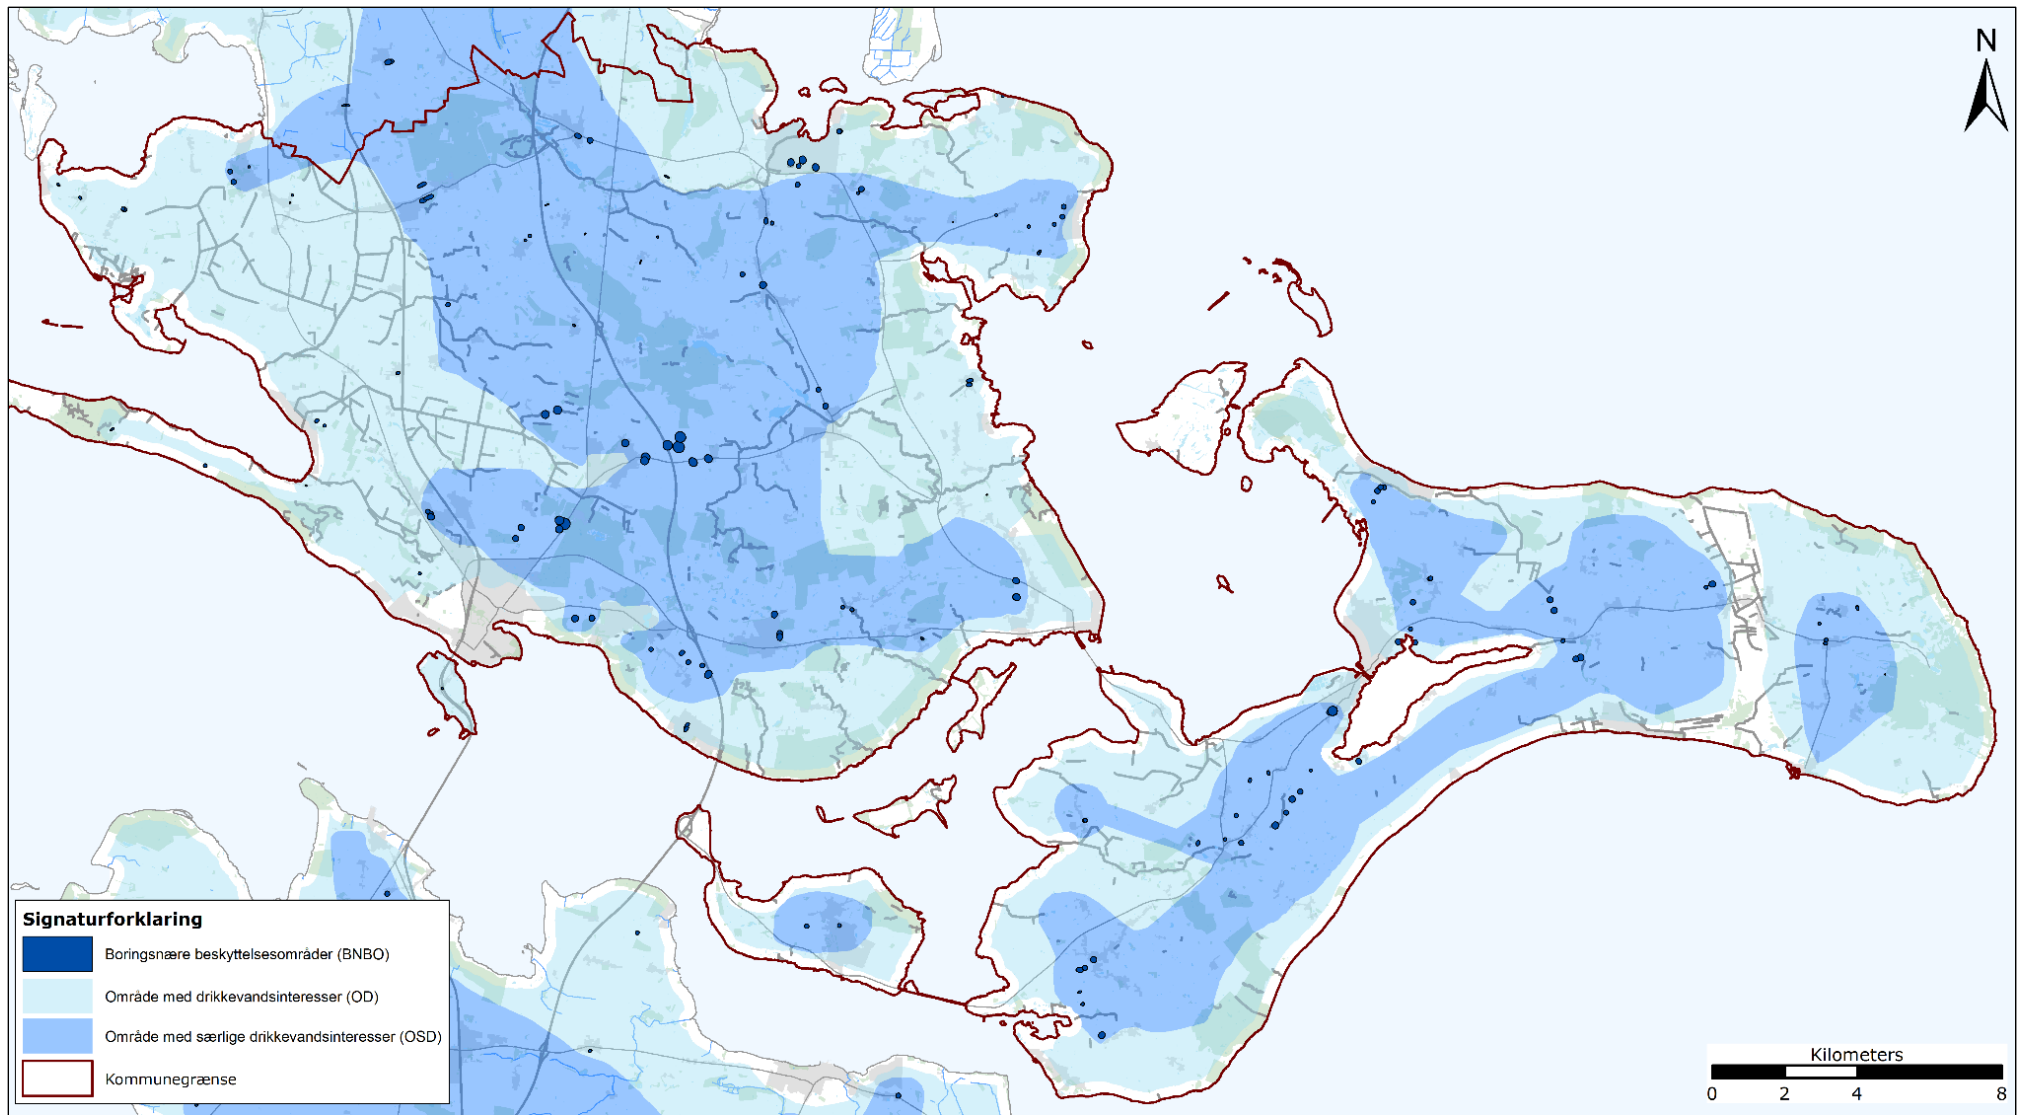 N
Signaturforklaring
Boringsnære beskyttelsesområder (BNBO)
Område med drikkevandsinteresser (OD)
Område med særlige drikkevandsinteresser (OSD)
Kommunegrænse
Kilometers
0 2 4 8